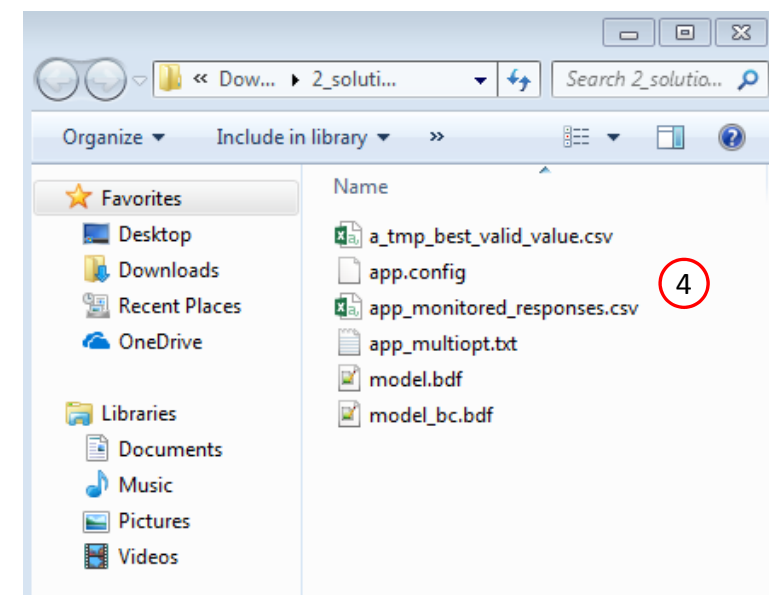 « Dow... 2_soluti... Search 2_solutio...
Organize Include in library »
Favorites
Desktop
Downloads
Recent Places
OneDrive
Libraries
Documents
Music
Pictures
Videos
Name
a_tmp_best_valid_value.csv
app.config
app_monitored_responses.csv
app_multiopt.txt
model.bdf
model_bc.bdf
4